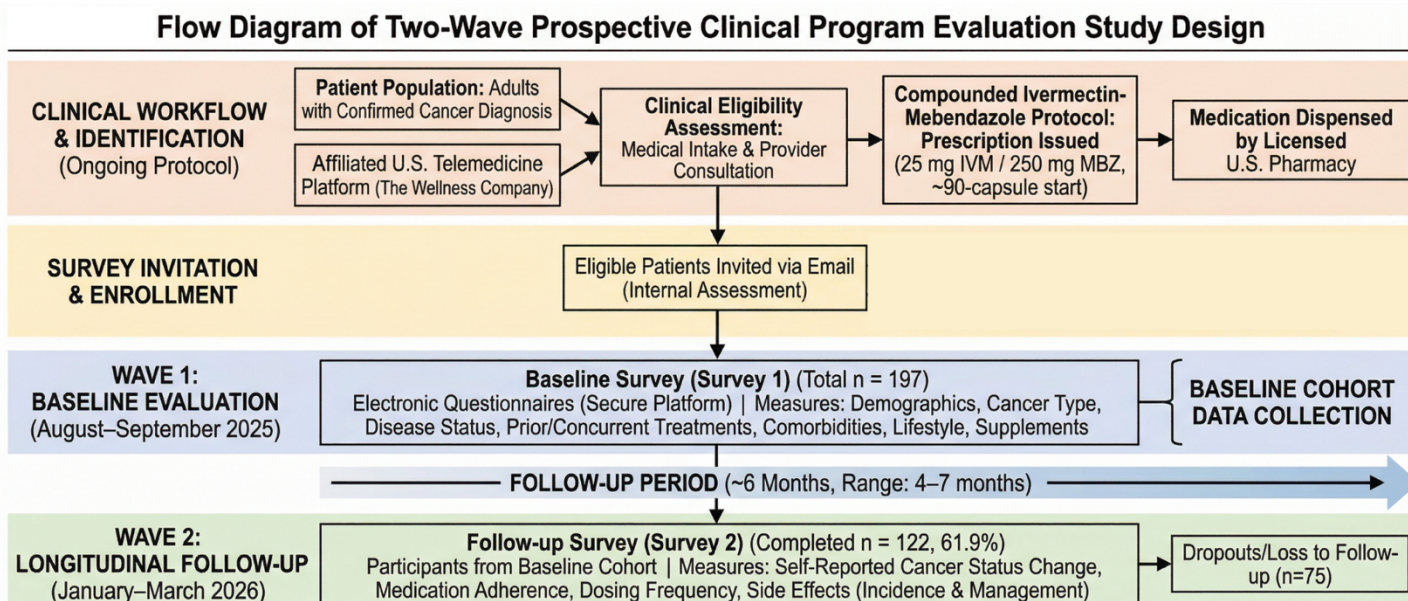 Flow Diagram of Two-Wave Prospective Clinical Program Evaluation Study Design
CLINICAL WORKFLOW
& IDENTIFICATION
(Ongoing Protocol)
Patient Population: Adults
with Confirmed Cancer Diagnosis
Affiliated U.S. Telemedicine
Platform (The Wellness Company)
Clinical Eligibility
Assessment:
Medical Intake & Provider
Consultation
Compounded Ivermectin-
Mebendazole Protocol:
Prescription Issued
(25 mg IVM / 250 mg MBZ,
~90-capsule start)
Medication Dispensed
by Licensed
U.S. Pharmacy
SURVEY INVITATION
& ENROLLMENT
Eligible Patients Invited via Email
(Internal Assessment)
WAVE 1:
BASELINE EVALUATION
(August–September 2025)
Baseline Survey (Survey 1) (Total n = 197)
Electronic Questionnaires (Secure Platform) | Measures: Demographics, Cancer Type,
Disease Status, Prior/Concurrent Treatments, Comorbidities, Lifestyle, Supplements
BASELINE COHORT
DATA COLLECTION
FOLLOW-UP PERIOD (~6 Months, Range: 4–7 months)
WAVE 2:
LONGITUDINAL FOLLOW-UP
(January–March 2026)
Follow-up Survey (Survey 2) (Completed n = 122, 61.9%)
Participants from Baseline Cohort | Measures: Self-Reported Cancer Status Change,
Medication Adherence, Dosing Frequency, Side Effects (Incidence & Management)
Dropouts/Loss to Follow-
up (n=75)